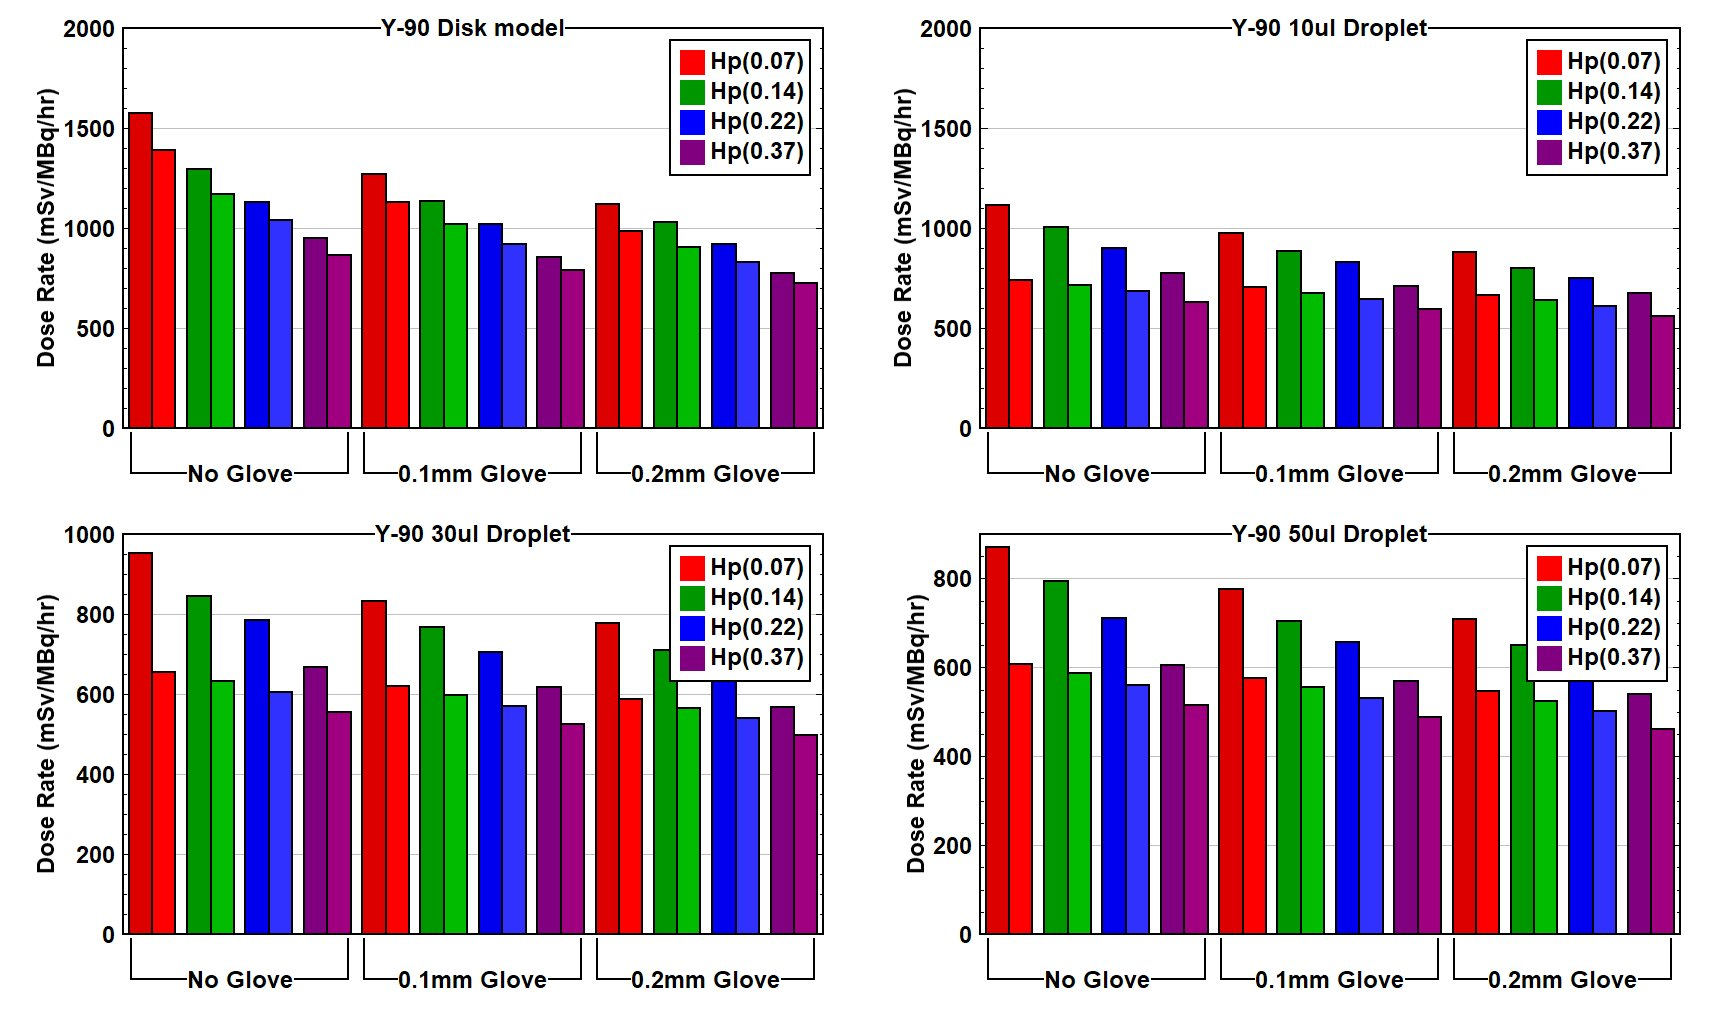 Y-90 Disk model
2000
1500
1000
500
0
Dose Rate (mSv/MBq/hr)
Hp(0.07)
Hp(0.14)
Hp(0.22)
Hp(0.37)
No Glove
0.1mm Glove
0.2mm Glove
Y-90 10ul Droplet
2000
1500
1000
500
0
Dose Rate (mSv/MBq/hr)
Hp(0.07)
Hp(0.14)
Hp(0.22)
Hp(0.37)
No Glove
0.1mm Glove
0.2mm Glove
Y-90 30ul Droplet
1000
800
600
400
200
0
Dose Rate (mSv/MBq/hr)
Hp(0.07)
Hp(0.14)
Hp(0.22)
Hp(0.37)
No Glove
0.1mm Glove
0.2mm Glove
Y-90 50ul Droplet
800
600
400
200
0
Dose Rate (mSv/MBq/hr)
Hp(0.07)
Hp(0.14)
Hp(0.22)
Hp(0.37)
No Glove
0.1mm Glove
0.2mm Glove